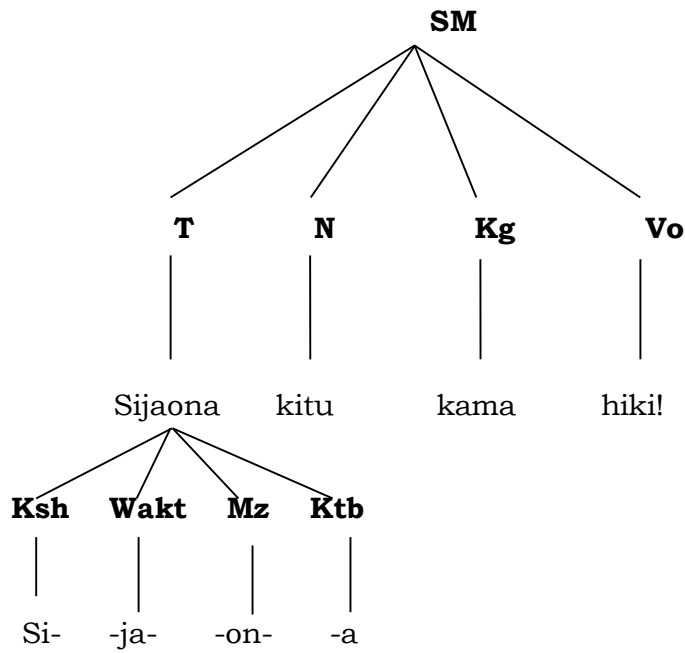 SM
T N Kg Vo
Sijaona kitu kama hiki!
Ksh Wakt Mz Ktb
Si- -ja- -on- -a